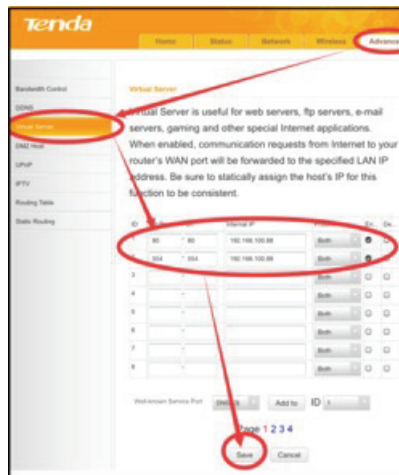 Tenda
Home Status Network Wireless Advance
Bandwidth Control
DDNS
Virtual Server
DMZ Host
UPnP
IPTV
Routing Table
Static Routing
Virtual Server
Virtual Server is useful for web servers, ftp servers, e-mail
servers, gaming and other special Internet applications.
When enabled, communication requests from Internet to your
router's WAN port will be forwarded to the specified LAN IP
address. Be sure to statically assign the host's IP for this
function to be consistent.
ID Internal IP En... De...
80 - 80 192.168.100.88 Both
554 - 554 192.168.100.88 Both
3 - Both
4 - Both
5 - Both
6 - Both
7 - Both
8 - Both
Well-known Service Port Add to ID 1
Page 1 2 3 4
Save Cancel